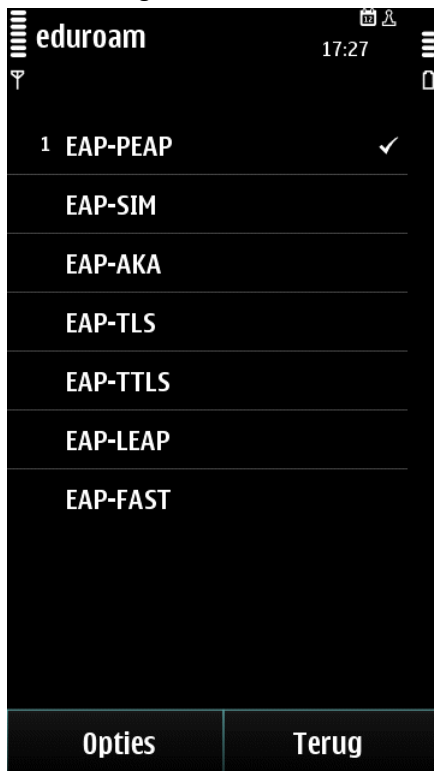 eduroam
17:27
1 EAP-PEAP
EAP-SIM
EAP-AKA
EAP-TLS
EAP-TTLS
EAP-LEAP
EAP-FAST
Opties Terug